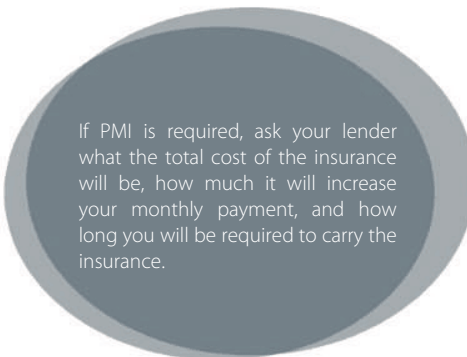 If PMI is required, ask your lender
what the total cost of the insurance
will be, how much it will increase
your monthly payment, and how
long you will be required to carry the
insurance.